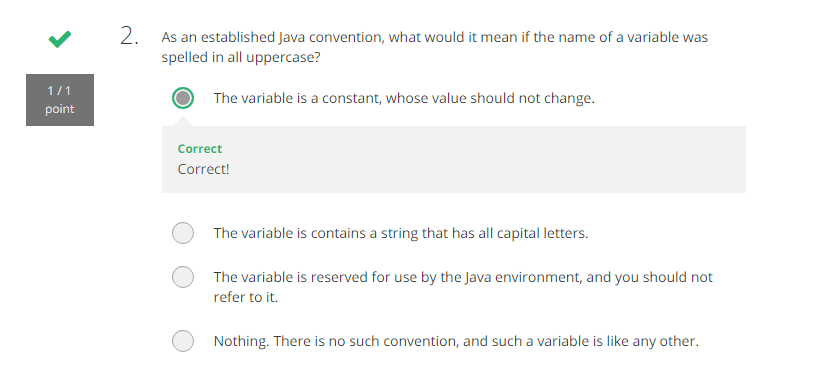 2. As an established Java convention, what would it mean if the name of a variable was
spelled in all uppercase?
1 / 1
point
The variable is a constant, whose value should not change.
Correct
Correct!
The variable is contains a string that has all capital letters.
The variable is reserved for use by the Java environment, and you should not
refer to it.
Nothing. There is no such convention, and such a variable is like any other.